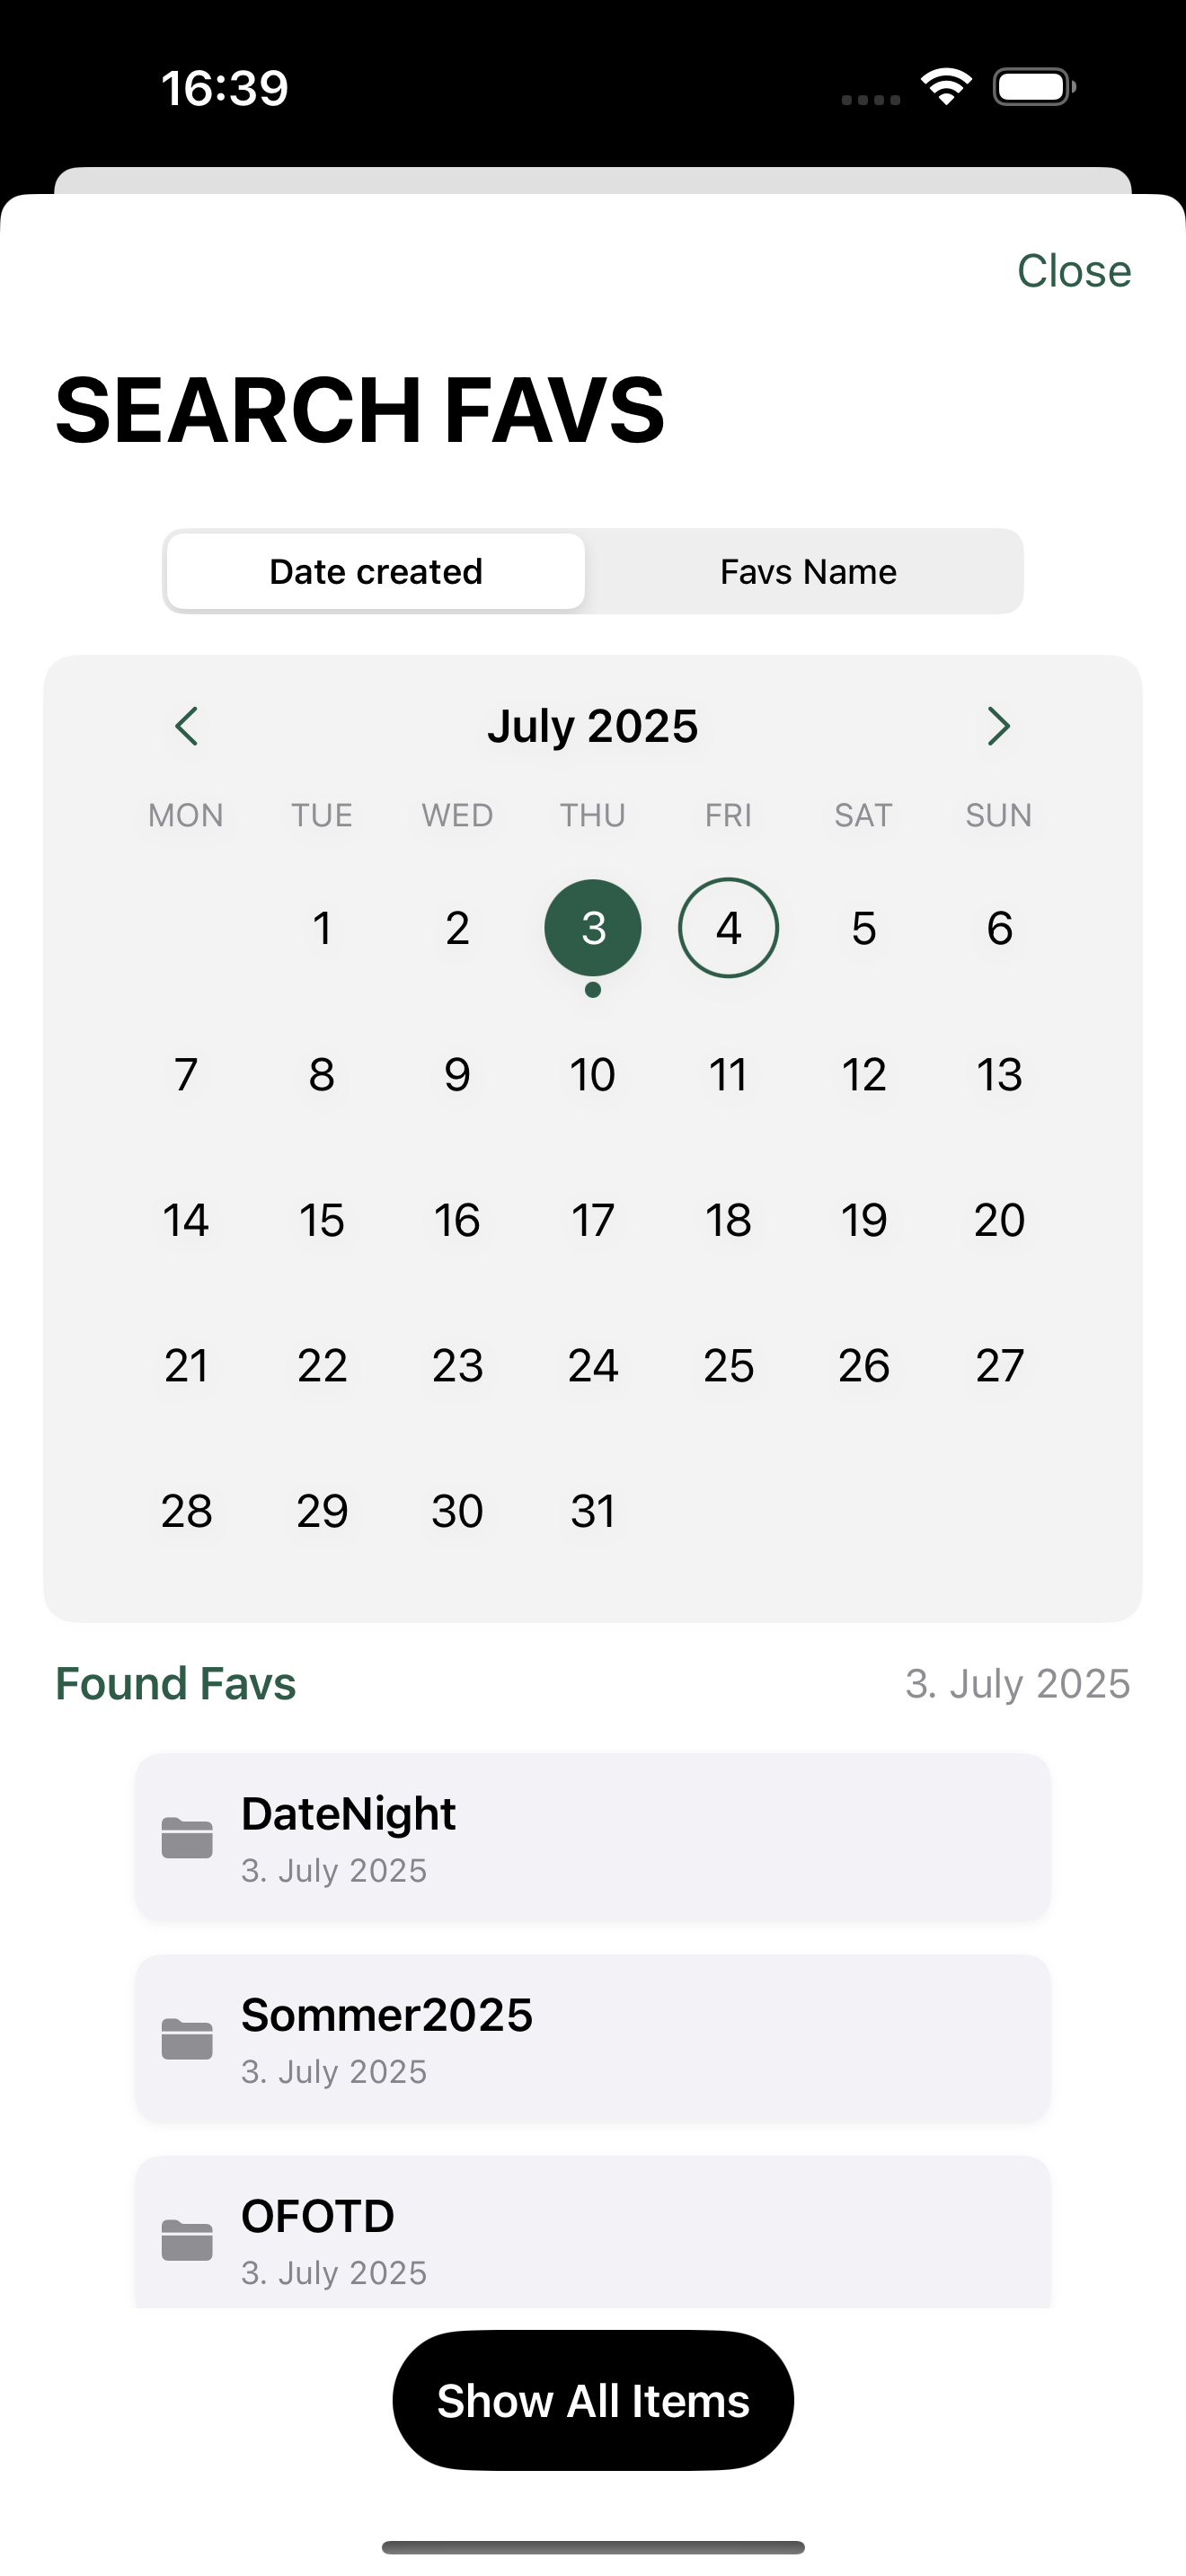 16:39
Close
SEARCH FAVS
Date created Favs Name
July 2025
MON TUE WED THU FRI SAT SUN
1 2 3 4 5 6
7 8 9 10 11 12 13
14 15 16 17 18 19 20
21 22 23 24 25 26 27
28 29 30 31
Found Favs 3. July 2025
DateNight
3. July 2025
Sommer2025
3. July 2025
OFOTD
3. July 2025
Show All Items